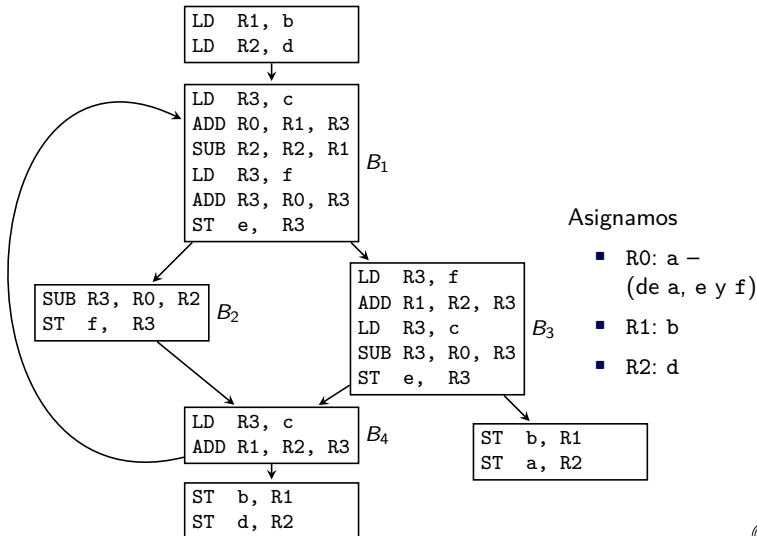 LD R1, b
LD R2, d
LD R3, c
ADD R0, R1, R3
SUB R2, R2, R1
LD R3, f
ADD R3, R0, R3
ST e, R3
B1
SUB R3, R0, R2
ST f, R3
B2
LD R3, f
ADD R1, R2, R3
LD R3, c
SUB R3, R0, R3
ST e, R3
B3
LD R3, c
ADD R1, R2, R3
B4
ST b, R1
ST d, R2
ST b, R1
ST a, R2
Asignamos
R0: a –
(de a, e y f)
R1: b
R2: d